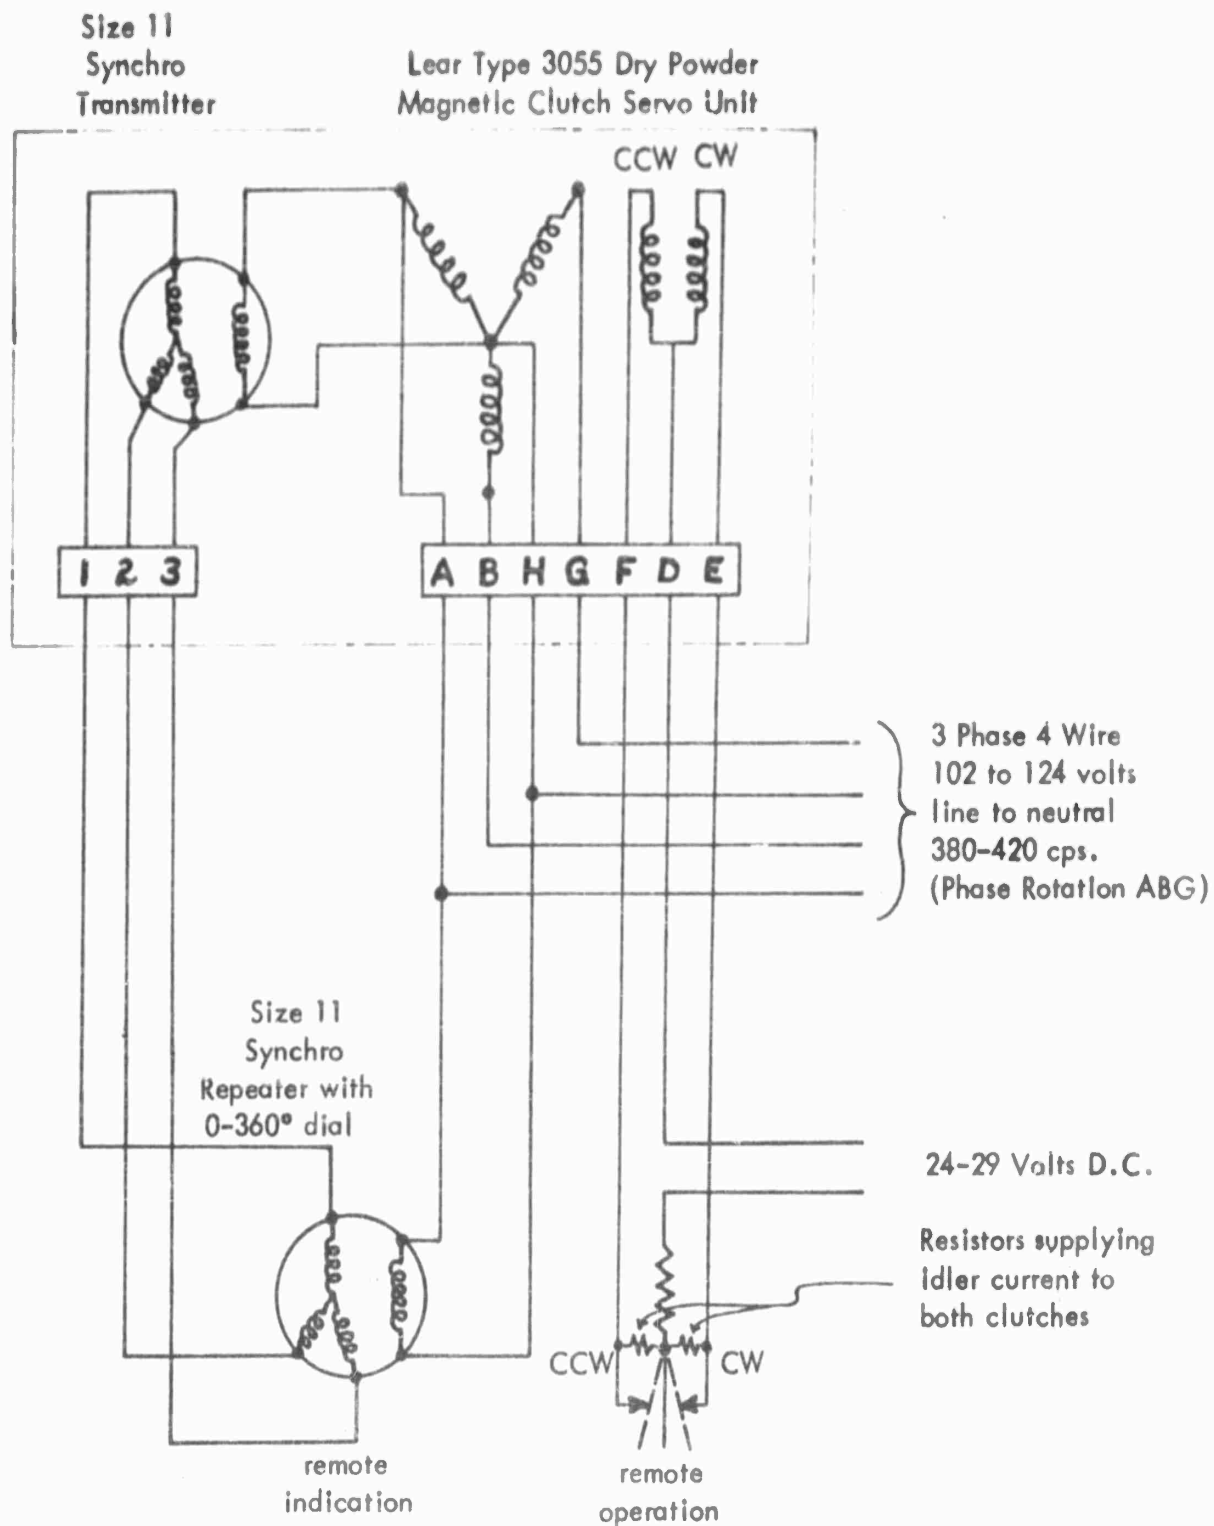 Size 11
Synchro
Transmitter
Lear Type 3055 Dry Powder
Magnetic Clutch Servo Unit
CCW CW
1 2 3
A B H G F D E
3 Phase 4 Wire
102 to 124 volts
line to neutral
380-420 cps.
(Phase Rotation ABG)
Size 11
Synchro
Repeater with
0-360° dial
24-29 Volts D.C.
Resistors supplying
idler current to
both clutches
CCW
CW
remote
indication
remote
operation